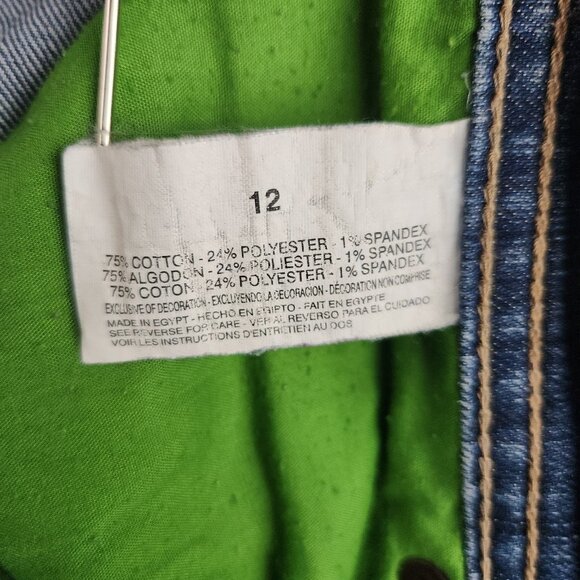 12
75% COTTON - 24% POLYESTER - 1% SPANDEX
75% ALGODON - 24% POLIESTER - 1% SPANDEX
75% COTON - 24% POLYESTER - 1% SPANDEX
EXCLUSIVE OF DECORATION - EXCLUYENDO LA DECORACION - DÉCORATION NON COMPRISE
MADE IN EGYPT - HECHO EN EGIPTO - FAIT EN EGYPTE
SEE REVERSE FOR CARE - VER AL REVERSO PARA EL CUIDADO
VOIR LES INSTRUCTIONS D'ENTRETIEN AU DOS